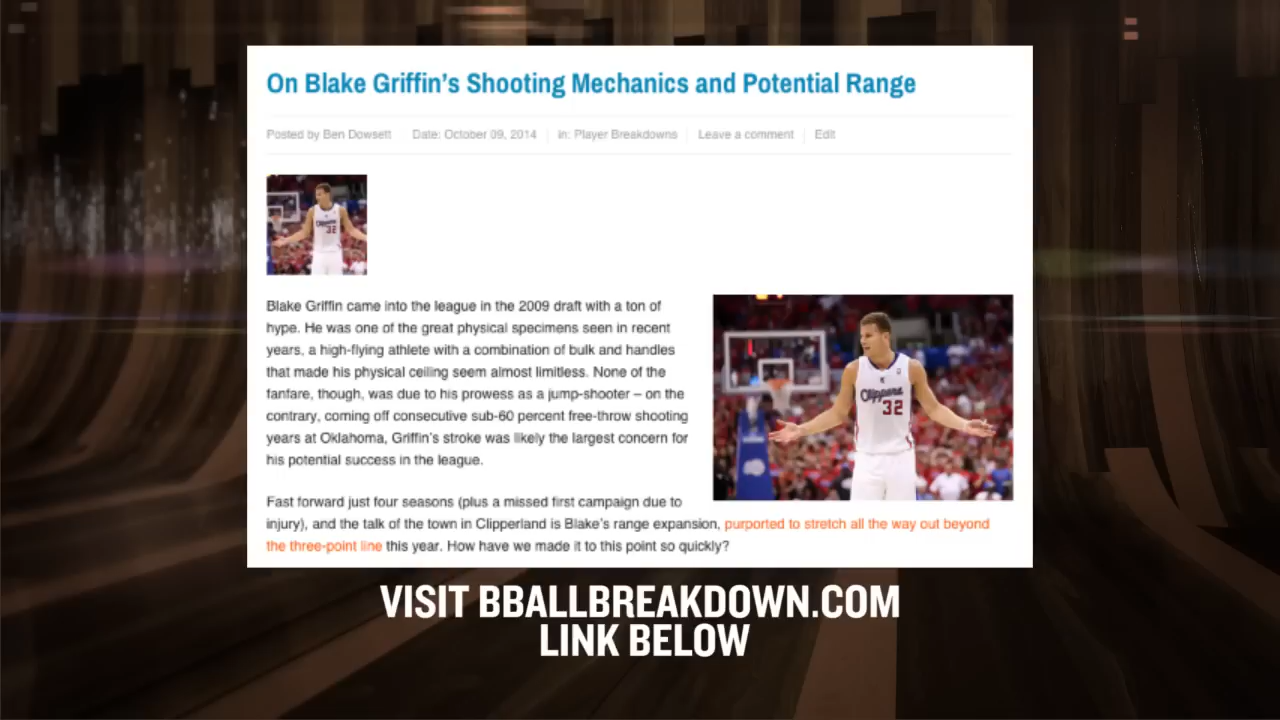 On Blake Griffin's Shooting Mechanics and Potential Range
Posted by Ben Dowsett Date: October 09, 2014 in: Player Breakdowns Leave a comment Edit
Clippers
32
Blake Griffin came into the league in the 2009 draft with a ton of
hype. He was one of the great physical specimens seen in recent
years, a high-flying athlete with a combination of bulk and handles
that made his physical ceiling seem almost limitless. None of the
fanfare, though, was due to his prowess as a jump-shooter – on the
contrary, coming off consecutive sub-60 percent free-throw shooting
years at Oklahoma, Griffin's stroke was likely the largest concern for
his potential success in the league.
Clippers
32
Fast forward just four seasons (plus a missed first campaign due to
injury), and the talk of the town in Clipperland is Blake's range expansion, purported to stretch all the way out beyond
the three-point line this year. How have we made it to this point so quickly?
VISIT BBALLBREAKDOWN.COM
LINK BELOW